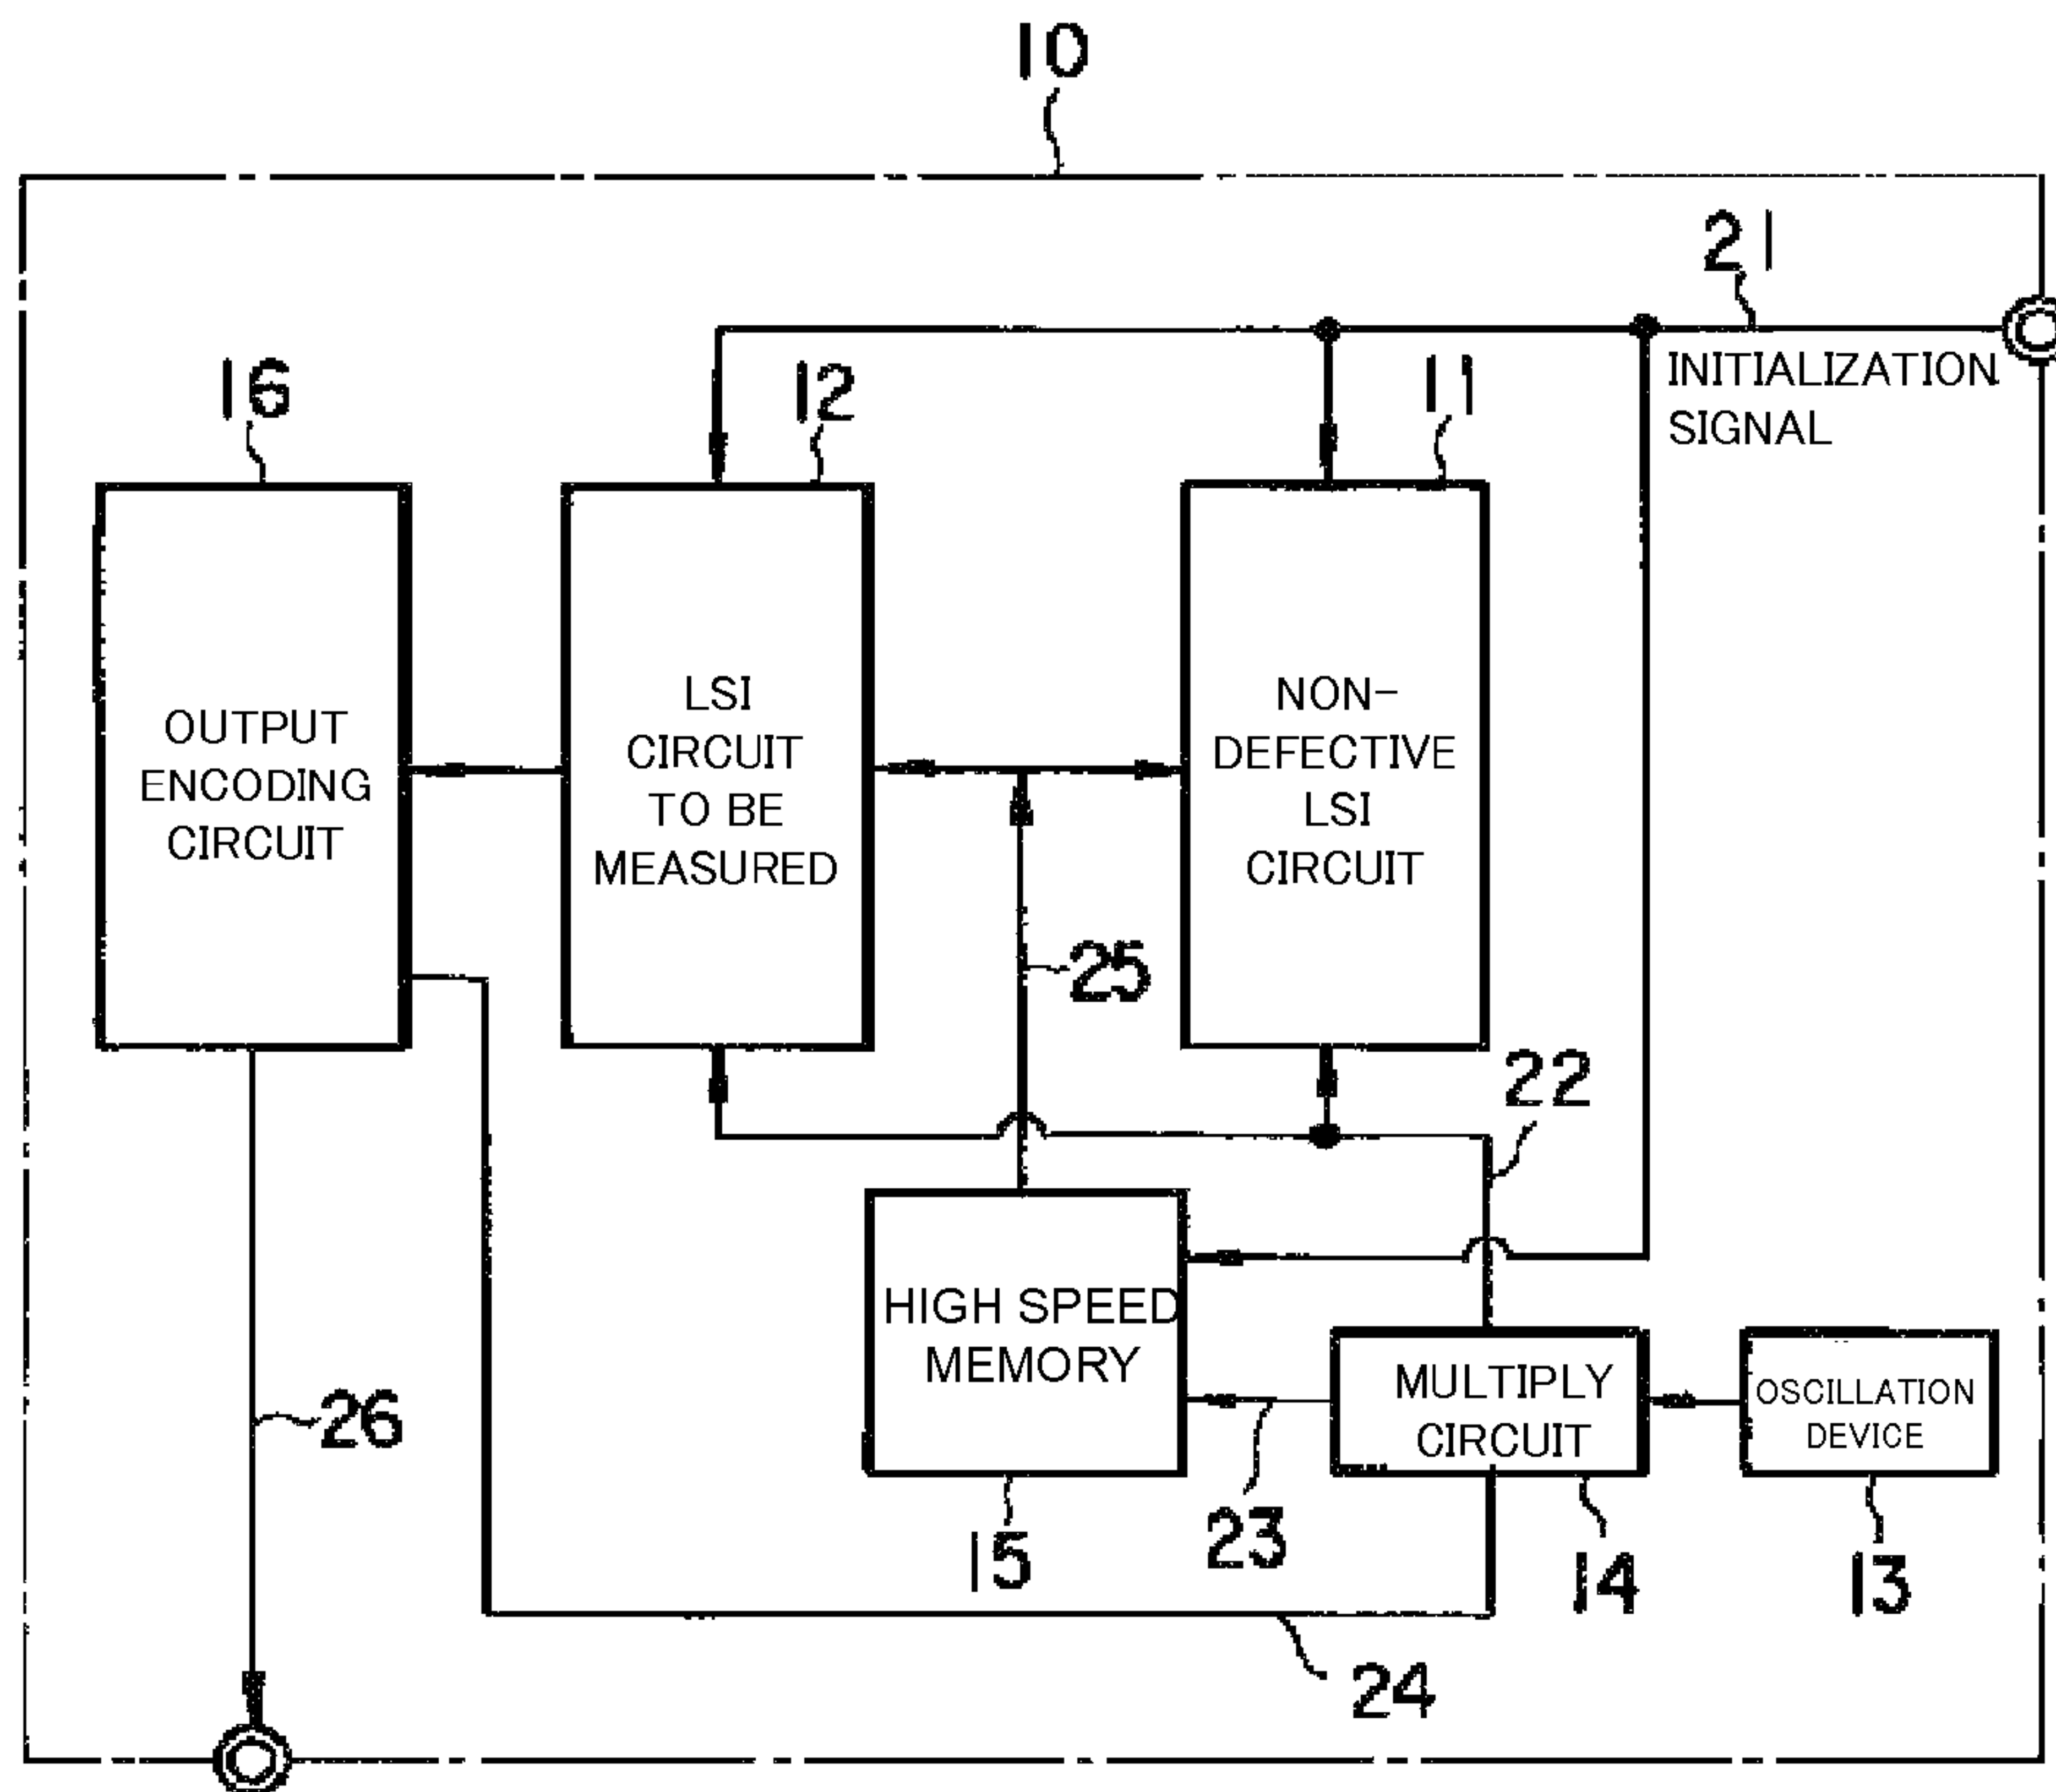 10
21
INITIALIZATION
SIGNAL
16
12
11
OUTPUT
ENCODING
CIRCUIT
LSI
CIRCUIT
TO BE
MEASURED
NON-
DEFECTIVE
LSI
CIRCUIT
25
22
HIGH SPEED
MEMORY
MULTIPLY
CIRCUIT
OSCILLATION
DEVICE
26
23
15
14
13
24